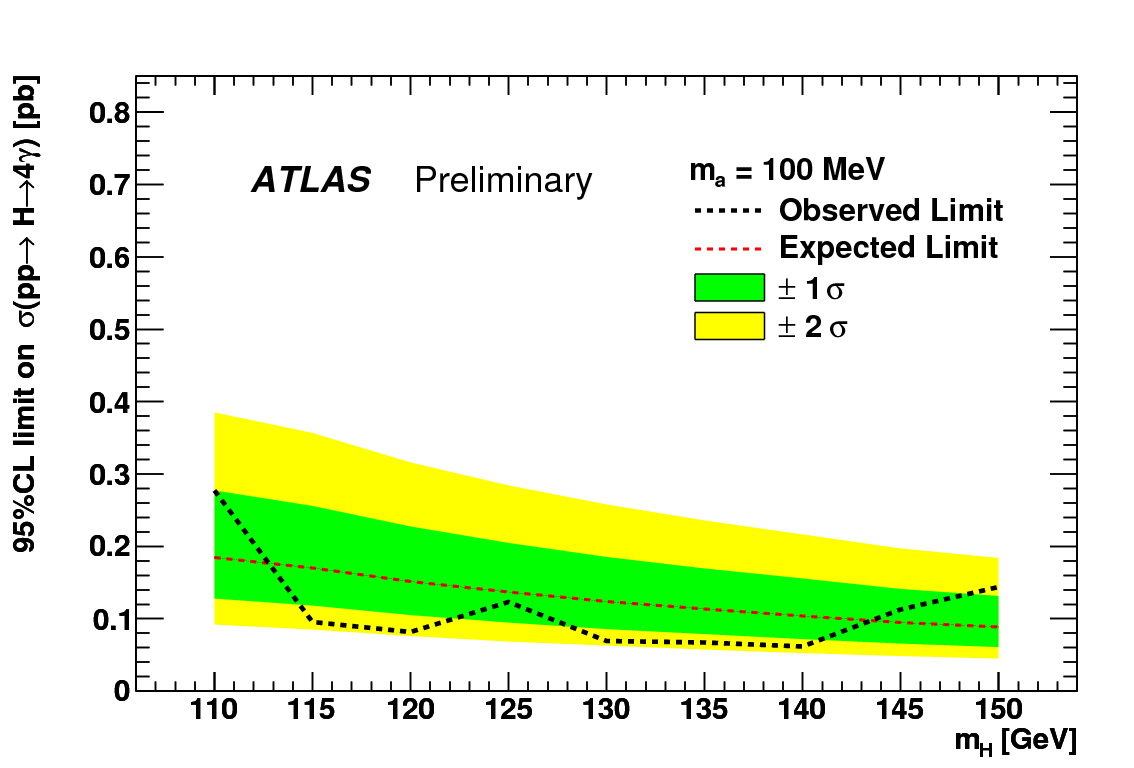 95%CL limit on σ(pp→ H→4γ) [pb]
0.8
0.7
0.6
0.5
0.4
0.3
0.2
0.1
0
ATLAS Preliminary
mₐ = 100 MeV
Observed Limit
Expected Limit
± 1 σ
± 2 σ
110 115 120 125 130 135 140 145 150
m_H [GeV]